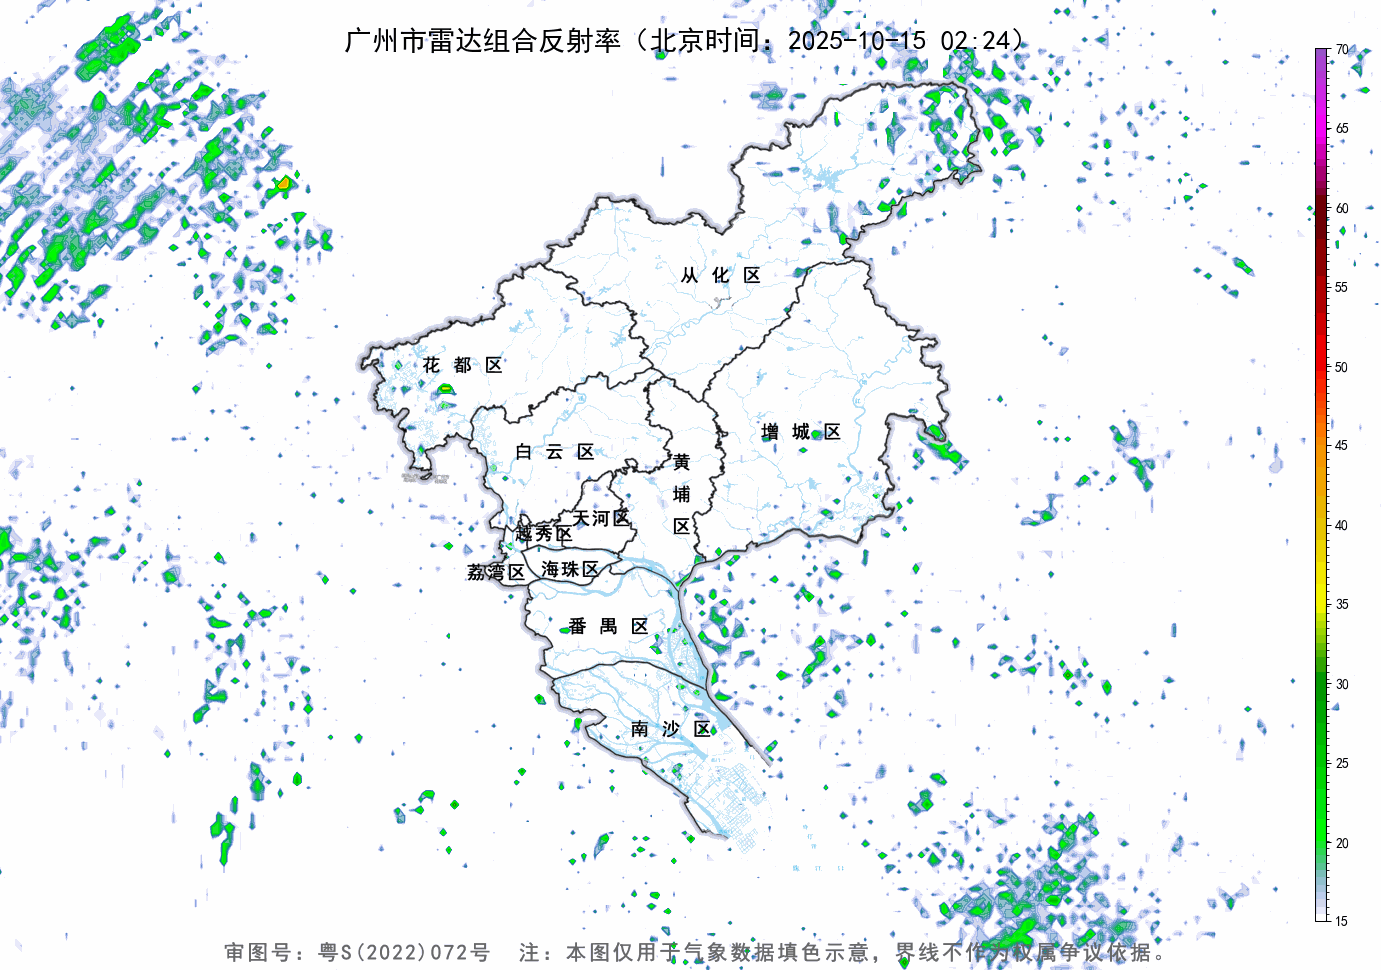 广州市雷达组合反射率（北京时间：2025-10-15 02:24）
70
65
60
55
50
45
40
35
30
25
20
15
从化区
花都区
增城区
白云区
黄埔区
天河区
越秀区
荔湾区
海珠区
番禺区
南沙区
审图号：粤S(2022)072号 注：本图仅用于气象数据填色示意，界线不作为权属争议依据。